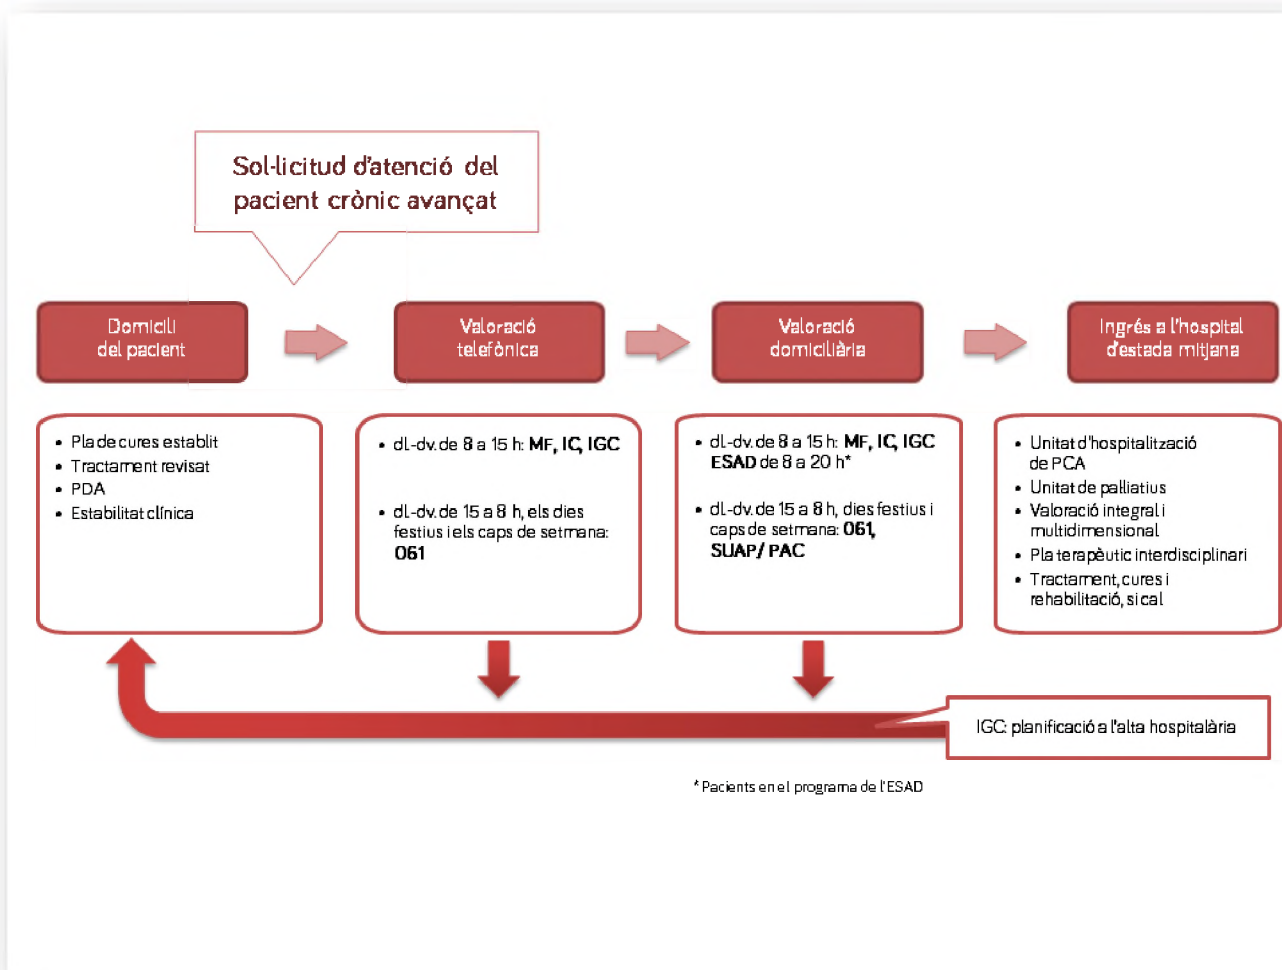 Sol·licitud d'atenció del
pacient crònic avançat
Domicili
del pacient
Valoració
telefònica
Valoració
domiciliària
Ingrés a l'hospital
d'estada mitjana
• Pla de cures establit
• Tractament revisat
• PDA
• Estabilitat clínica
• dl.-dv. de 8 a 15 h: MF, IC, IGC
• dl.-dv. de 15 a 8 h, els dies
festius i els caps de setmana:
061
• dl.-dv. de 8 a 15 h: MF, IC, IGC
ESAD de 8 a 20 h*
• dl.-dv. de 15 a 8 h, dies festius i
caps de setmana: 061,
SUAP/ PAC
• Unitat d'hospitalització
de PCA
• Unitat de pal·liatius
• Valoració integral i
multidimensional
• Pla terapèutic interdisciplinari
• Tractament, cures i
rehabilitació, si cal
IGC: planificació a l'alta hospitalària
* Pacients en el programa de l'ESAD